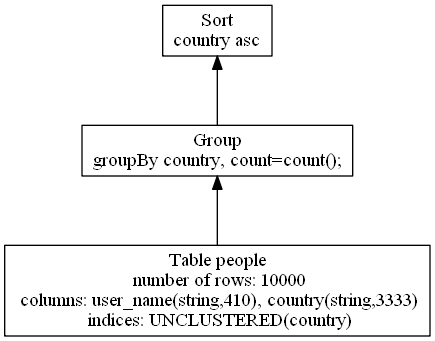 Sort
country asc
Group
groupBy country, count=count();
Table people
number of rows: 10000
columns: user_name(string,410), country(string,3333)
indices: UNCLUSTERED(country)